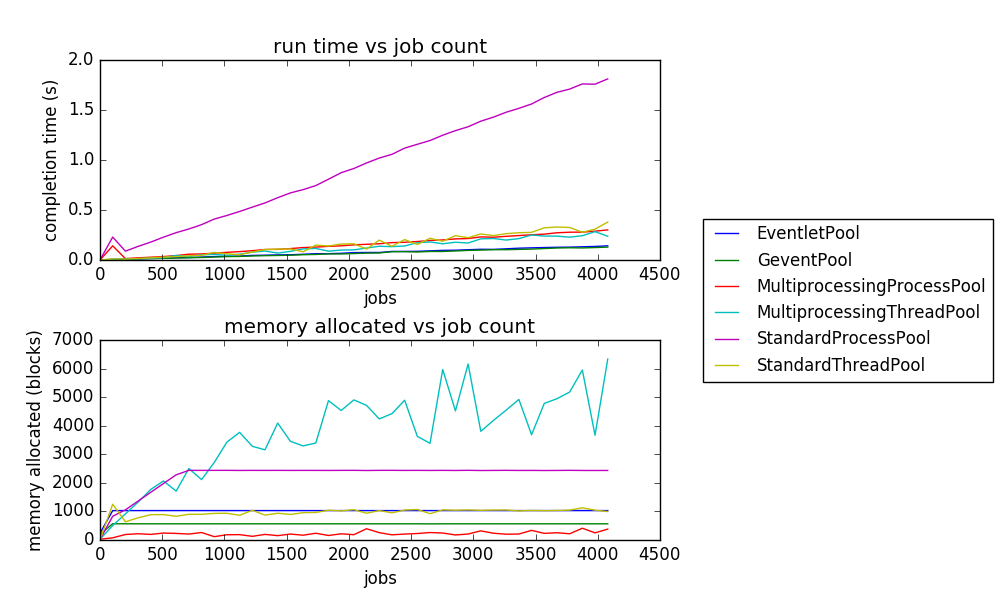 run time vs job count
2.0
1.5
1.0
0.5
0.0
completion time (s)
0 500 1000 1500 2000 2500 3000 3500 4000 4500
jobs
EventletPool
GeventPool
MultiprocessingProcessPool
MultiprocessingThreadPool
StandardProcessPool
StandardThreadPool
memory allocated vs job count
7000
6000
5000
4000
3000
2000
1000
0
memory allocated (blocks)
0 500 1000 1500 2000 2500 3000 3500 4000 4500
jobs